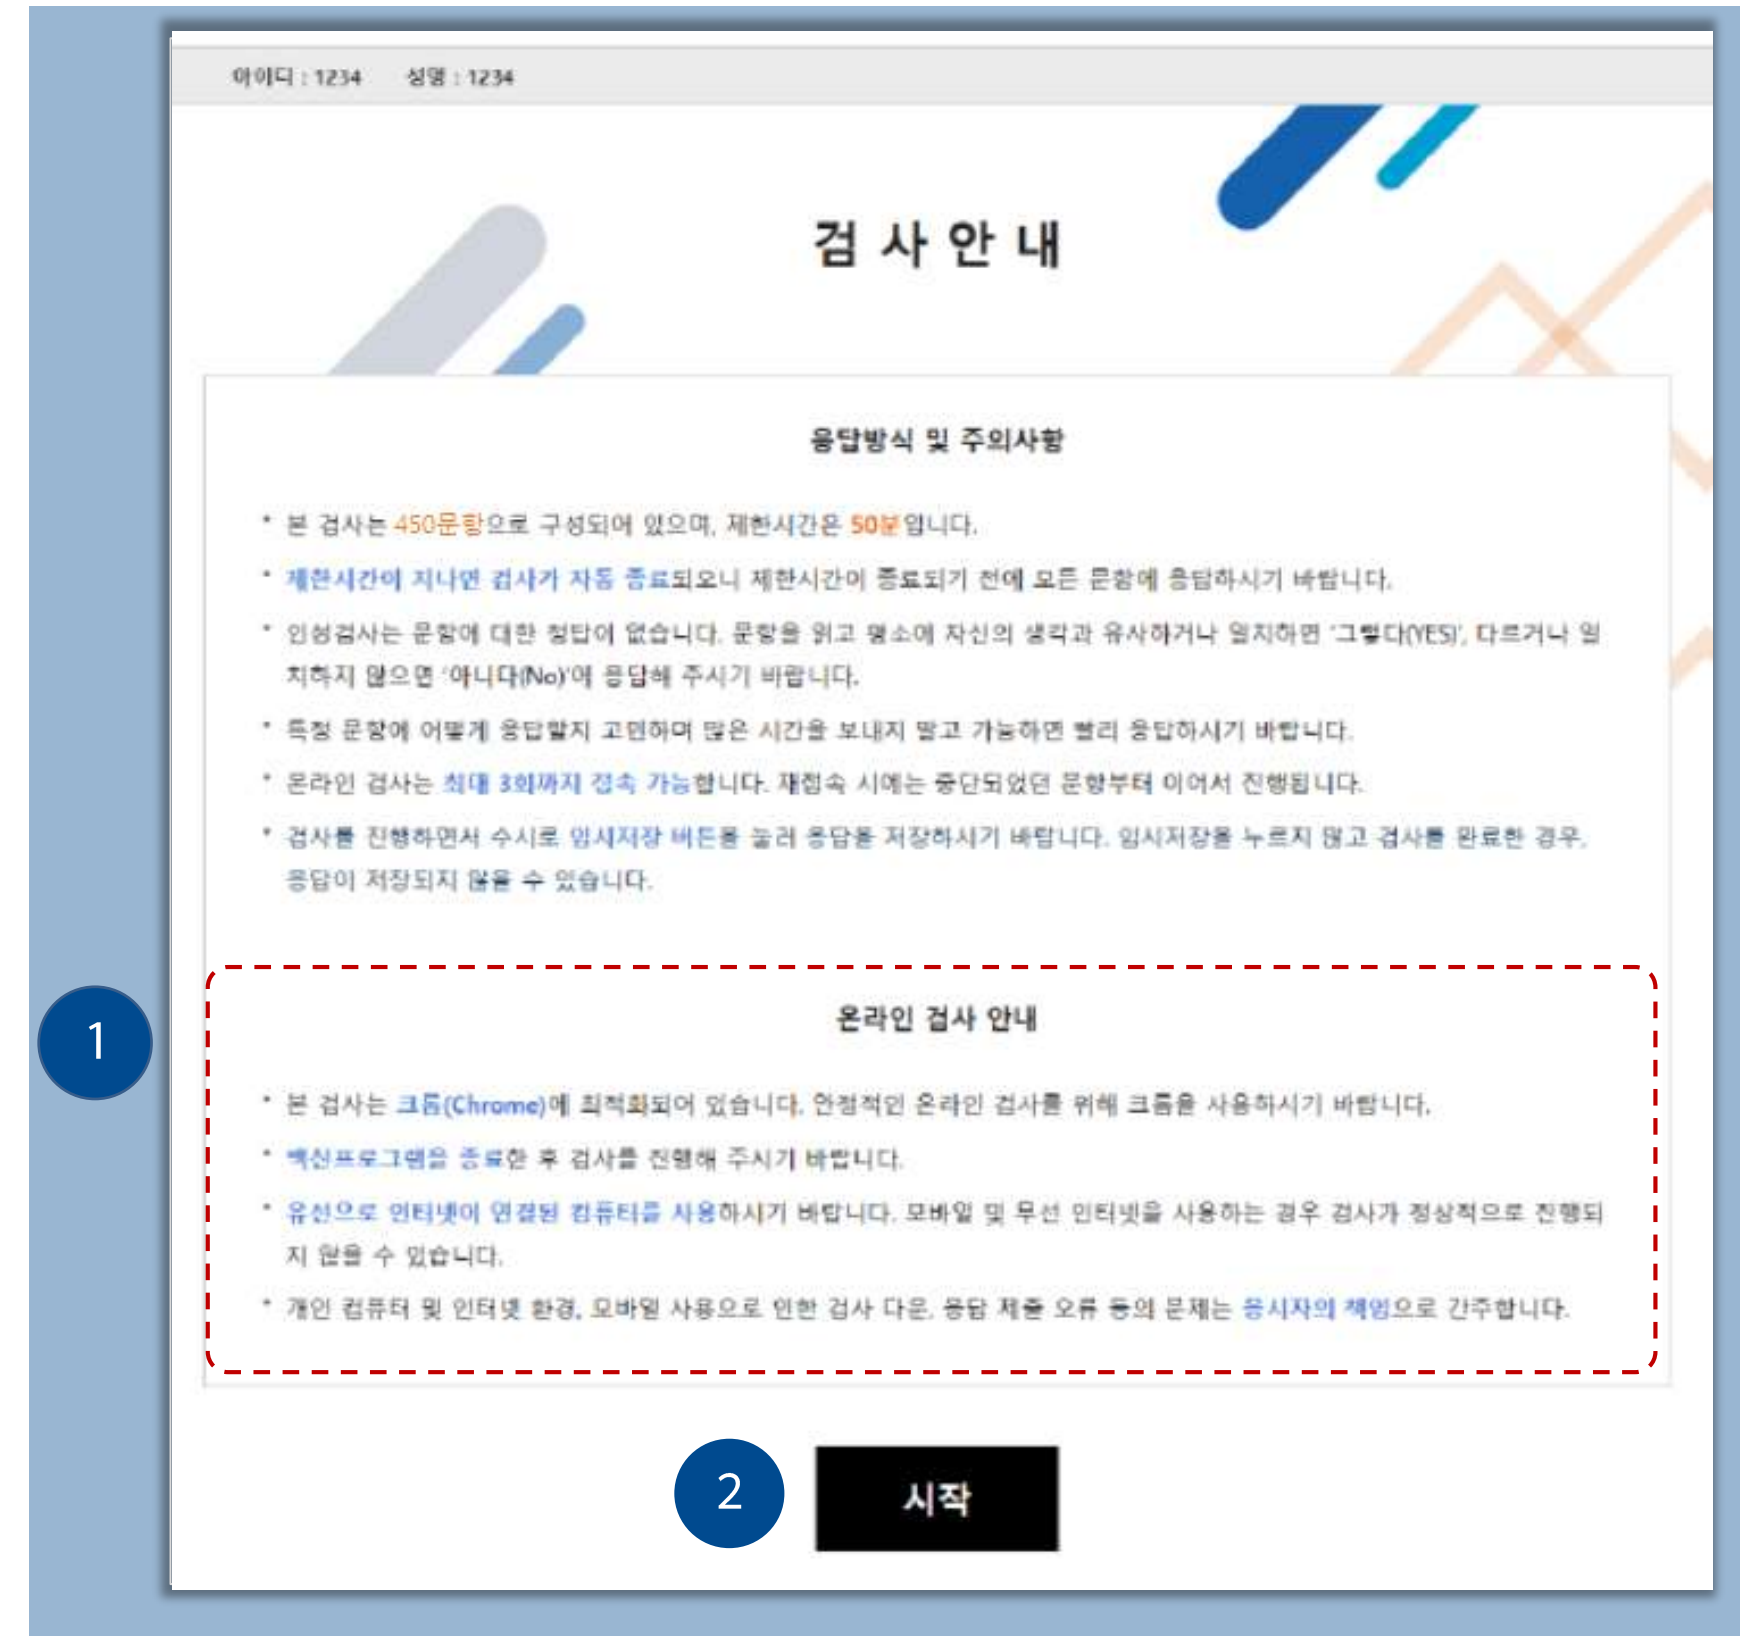 아이디 : 1234 성명 : 1234
검 사 안 내
응답방식 및 주의사항
* 본 검사는 450문항으로 구성되어 있으며, 제한시간은 50분입니다.
* 제한시간이 지나면 검사가 자동 종료되오니 제한시간이 종료되기 전에 모든 문항에 응답하시기 바랍니다.
* 인성검사는 문항에 대한 정답이 없습니다. 문항을 읽고 평소에 자신의 생각과 유사하거나 일치하면 '그렇다(YES)', 다르거나 일
치하지 않으면 '아니다(No)'에 응답해 주시기 바랍니다.
* 특정 문항에 어떻게 응답할지 고민하며 많은 시간을 보내지 말고 가능하면 빨리 응답하시기 바랍니다.
* 온라인 검사는 최대 3회까지 접속 가능합니다. 재접속 시에는 중단되었던 문항부터 이어서 진행됩니다.
* 검사를 진행하면서 수시로 임시저장 버튼을 눌러 응답을 저장하시기 바랍니다. 임시저장을 누르지 않고 검사를 완료한 경우,
응답이 저장되지 않을 수 있습니다.
1
온라인 검사 안내
* 본 검사는 크롬(Chrome)에 최적화되어 있습니다. 안정적인 온라인 검사를 위해 크롬을 사용하시기 바랍니다.
* 백신프로그램을 종료한 후 검사를 진행해 주시기 바랍니다.
* 유선으로 인터넷이 연결된 컴퓨터를 사용하시기 바랍니다. 모바일 및 무선 인터넷을 사용하는 경우 검사가 정상적으로 진행되
지 않을 수 있습니다.
* 개인 컴퓨터 및 인터넷 환경, 모바일 사용으로 인한 검사 다운, 응답 제출 오류 등의 문제는 응시자의 책임으로 간주합니다.
2
시작